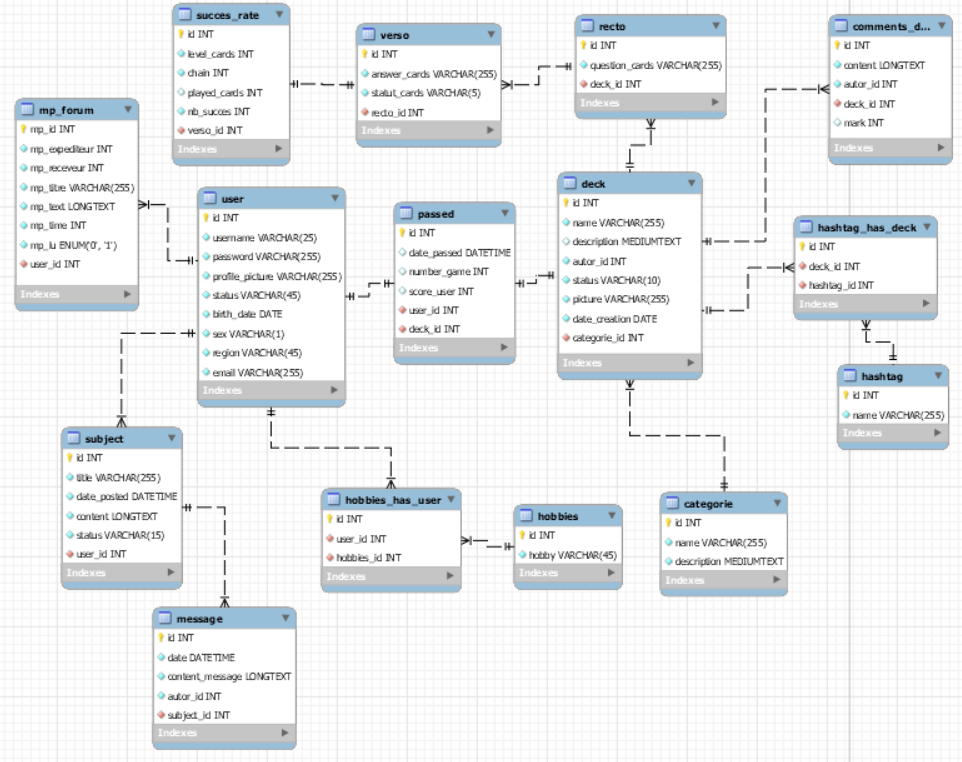 succes_rate
id INT
level_cards INT
chain INT
played_cards INT
nb_succes INT
verso_id INT
Indexes
verso
id INT
answer_cards VARCHAR(255)
statut_cards VARCHAR(5)
recto_id INT
Indexes
recto
id INT
question_cards VARCHAR(255)
deck_id INT
Indexes
comments_d...
id INT
content LONGTEXT
autor_id INT
deck_id INT
mark INT
Indexes
mp_forum
mp_id INT
mp_expediteur INT
mp_receveur INT
mp_titre VARCHAR(255)
mp_text LONGTEXT
mp_time INT
mp_lu ENUM('0', '1')
user_id INT
Indexes
user
id INT
username VARCHAR(25)
password VARCHAR(255)
profile_picture VARCHAR(255)
status VARCHAR(45)
birth_date DATE
sex VARCHAR(1)
region VARCHAR(45)
email VARCHAR(255)
Indexes
passed
id INT
date_passed DATETIME
number_game INT
score_user INT
user_id INT
deck_id INT
Indexes
deck
id INT
name VARCHAR(255)
description MEDIUMTEXT
autor_id INT
status VARCHAR(10)
picture VARCHAR(255)
date_creation DATE
categorie_id INT
Indexes
hashtag_has_deck
id INT
deck_id INT
hashtag_id INT
Indexes
hashtag
id INT
name VARCHAR(255)
Indexes
subject
id INT
title VARCHAR(255)
date_posted DATETIME
content LONGTEXT
status VARCHAR(15)
user_id INT
Indexes
hobbies_has_user
id INT
user_id INT
hobbies_id INT
Indexes
hobbies
id INT
hobby VARCHAR(45)
Indexes
categorie
id INT
name VARCHAR(255)
description MEDIUMTEXT
Indexes
message
id INT
date DATETIME
content_message LONGTEXT
autor_id INT
subject_id INT
Indexes